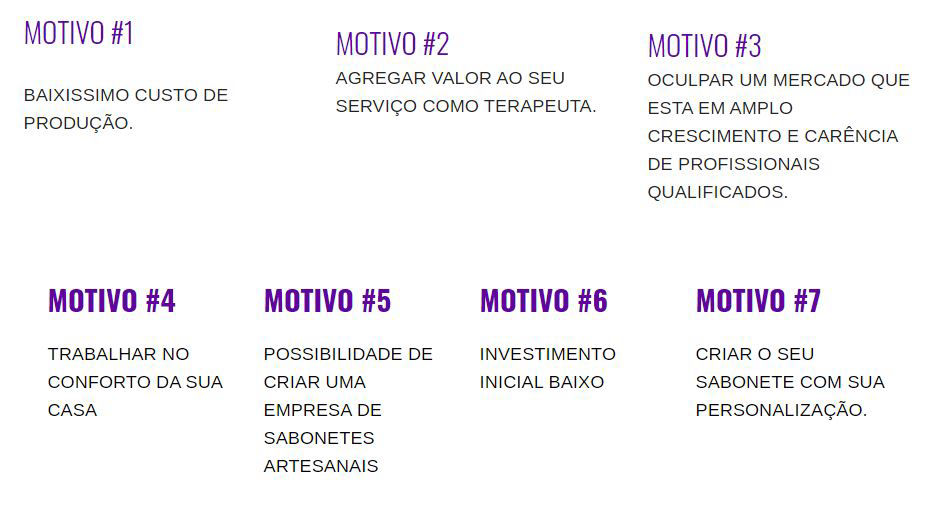 MOTIVO #1
BAIXISSIMO CUSTO DE
PRODUÇÃO.
MOTIVO #2
AGREGAR VALOR AO SEU
SERVIÇO COMO TERAPEUTA.
MOTIVO #3
OCULPAR UM MERCADO QUE
ESTA EM AMPLO
CRESCIMENTO E CARÊNCIA
DE PROFISSIONAIS
QUALIFICADOS.
MOTIVO #4
TRABALHAR NO
CONFORTO DA SUA
CASA
MOTIVO #5
POSSIBILIDADE DE
CRIAR UMA
EMPRESA DE
SABONETES
ARTESANAIS
MOTIVO #6
INVESTIMENTO
INICIAL BAIXO
MOTIVO #7
CRIAR O SEU
SABONETE COM SUA
PERSONALIZAÇÃO.